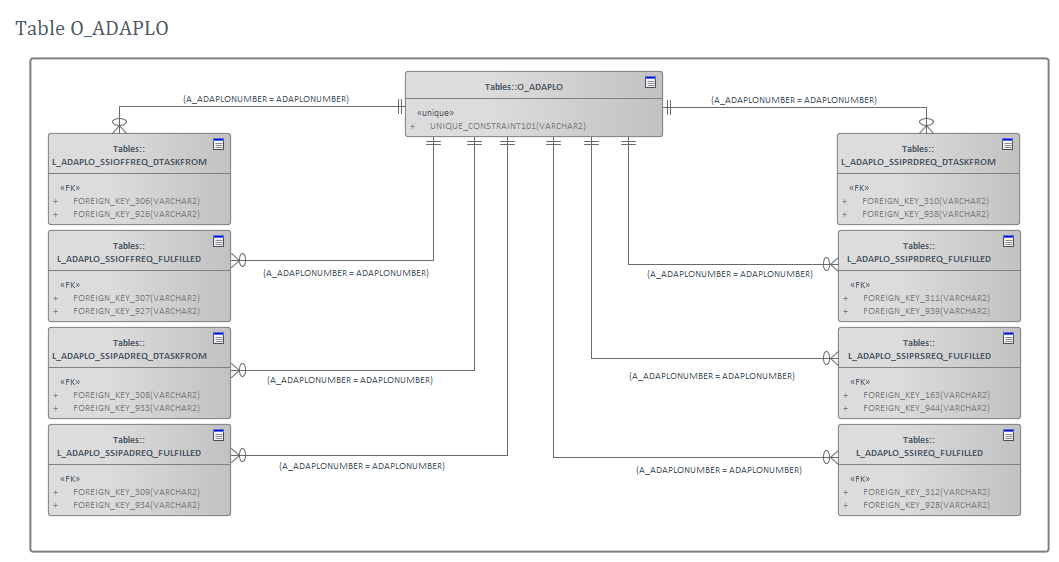 Table O_ADAPLO
Tables::O_ADAPLO
«unique»
+ UNIQUE_CONSTRAINT101(VARCHAR2)
(A_ADAPLONUMBER = ADAPLONUMBER)
(A_ADAPLONUMBER = ADAPLONUMBER)
Tables::
L_ADAPLO_SSIOFFREQ_DTASKFROM
«FK»
+ FOREIGN_KEY_306(VARCHAR2)
+ FOREIGN_KEY_926(VARCHAR2)
Tables::
L_ADAPLO_SSIOFFREQ_FULFILLED
«FK»
+ FOREIGN_KEY_307(VARCHAR2)
+ FOREIGN_KEY_927(VARCHAR2)
(A_ADAPLONUMBER = ADAPLONUMBER)
Tables::
L_ADAPLO_SSIPADREQ_DTASKFROM
«FK»
+ FOREIGN_KEY_308(VARCHAR2)
+ FOREIGN_KEY_933(VARCHAR2)
(A_ADAPLONUMBER = ADAPLONUMBER)
Tables::
L_ADAPLO_SSIPADREQ_FULFILLED
«FK»
+ FOREIGN_KEY_309(VARCHAR2)
+ FOREIGN_KEY_934(VARCHAR2)
(A_ADAPLONUMBER = ADAPLONUMBER)
Tables::
L_ADAPLO_SSIPRDREQ_DTASKFROM
«FK»
+ FOREIGN_KEY_310(VARCHAR2)
+ FOREIGN_KEY_938(VARCHAR2)
Tables::
L_ADAPLO_SSIPRDREQ_FULFILLED
«FK»
+ FOREIGN_KEY_311(VARCHAR2)
+ FOREIGN_KEY_939(VARCHAR2)
(A_ADAPLONUMBER = ADAPLONUMBER)
Tables::
L_ADAPLO_SSIPRSREQ_FULFILLED
«FK»
+ FOREIGN_KEY_163(VARCHAR2)
+ FOREIGN_KEY_944(VARCHAR2)
(A_ADAPLONUMBER = ADAPLONUMBER)
Tables::
L_ADAPLO_SSIREQ_FULFILLED
«FK»
+ FOREIGN_KEY_312(VARCHAR2)
+ FOREIGN_KEY_928(VARCHAR2)
(A_ADAPLONUMBER = ADAPLONUMBER)